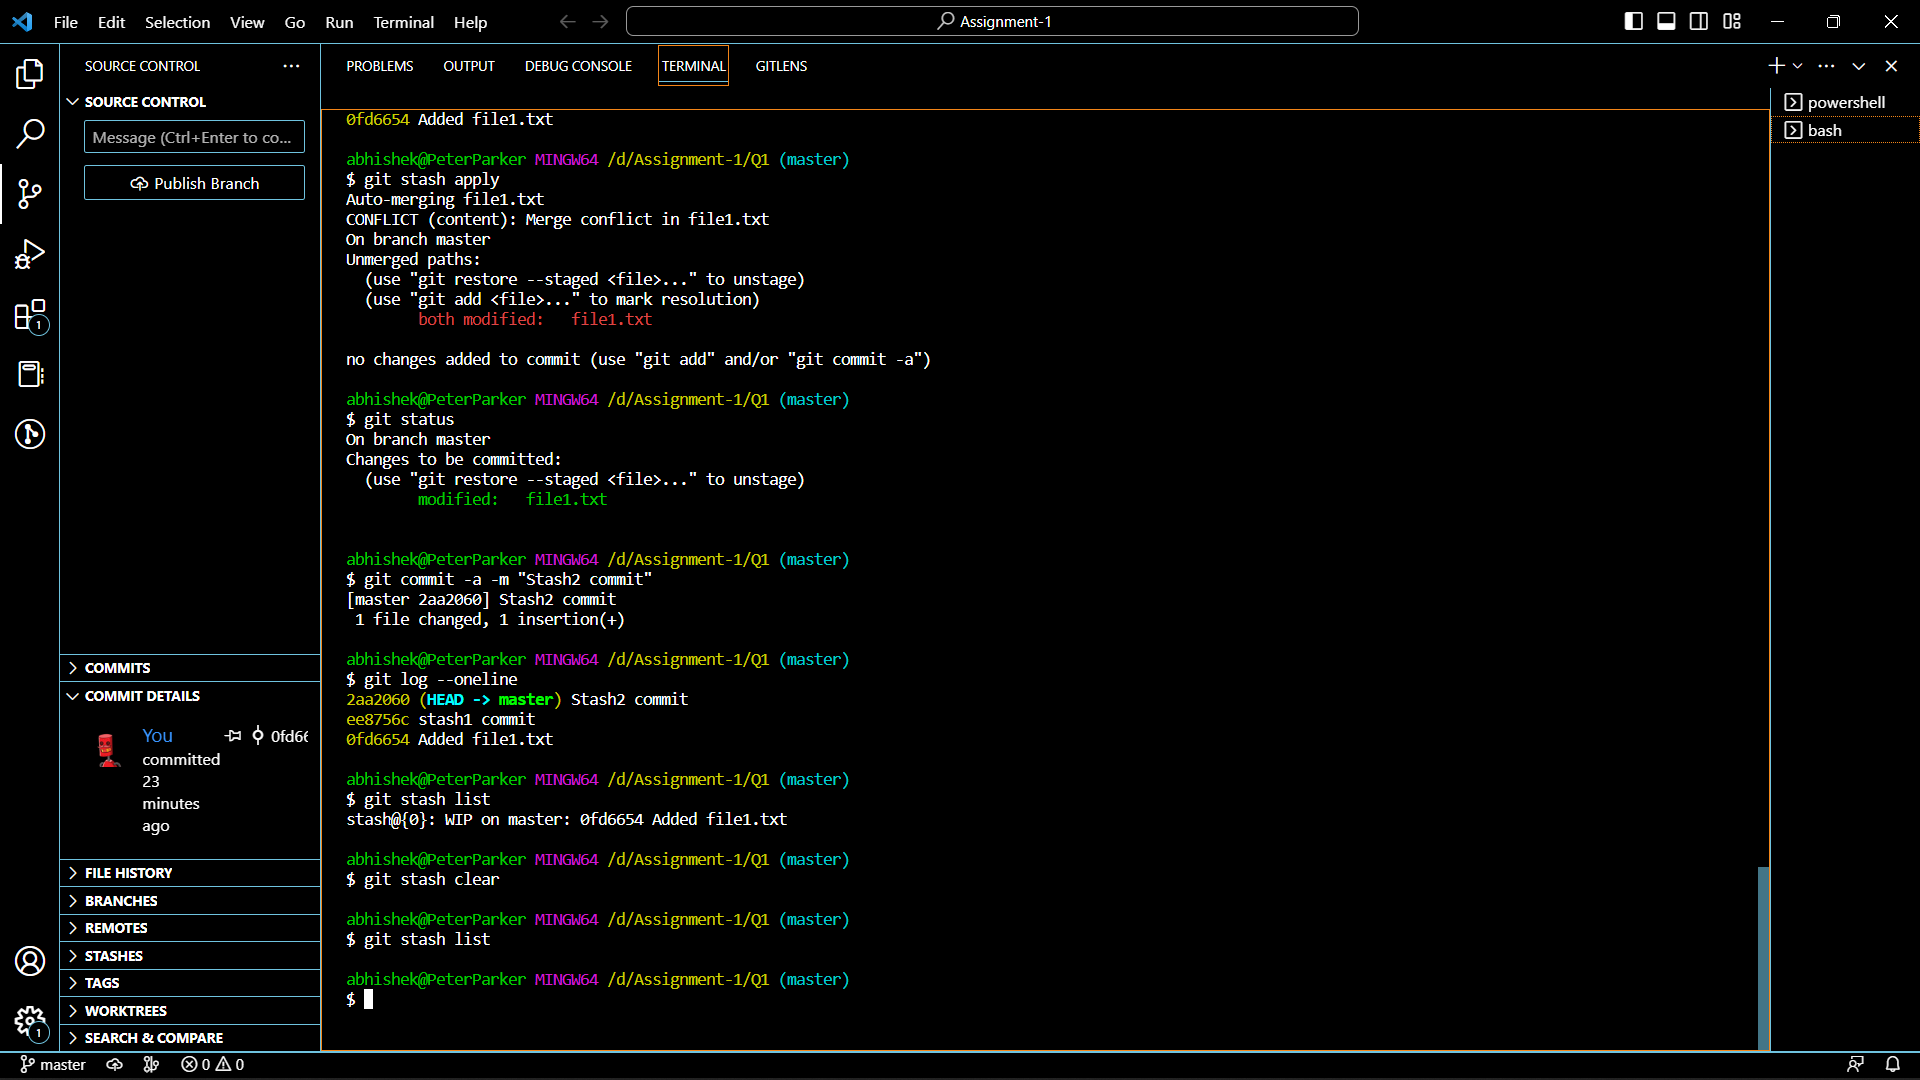 File Edit Selection View Go Run Terminal Help
Assignment-1
SOURCE CONTROL
SOURCE CONTROL
Message (Ctrl+Enter to co...
Publish Branch
COMMITS
COMMIT DETAILS
You 0fd66
committed
23
minutes
ago
FILE HISTORY
BRANCHES
REMOTES
STASHES
TAGS
WORKTREES
SEARCH & COMPARE
1
1
PROBLEMS OUTPUT DEBUG CONSOLE TERMINAL GITLENS
0fd6654 Added file1.txt
abhishek@PeterParker MINGW64 /d/Assignment-1/Q1 (master)
$ git stash apply
Auto-merging file1.txt
CONFLICT (content): Merge conflict in file1.txt
On branch master
Unmerged paths:
(use "git restore --staged <file>..." to unstage)
(use "git add <file>..." to mark resolution)
both modified: file1.txt
no changes added to commit (use "git add" and/or "git commit -a")
abhishek@PeterParker MINGW64 /d/Assignment-1/Q1 (master)
$ git status
On branch master
Changes to be committed:
(use "git restore --staged <file>..." to unstage)
modified: file1.txt
abhishek@PeterParker MINGW64 /d/Assignment-1/Q1 (master)
$ git commit -a -m "Stash2 commit"
[master 2aa2060] Stash2 commit
1 file changed, 1 insertion(+)
abhishek@PeterParker MINGW64 /d/Assignment-1/Q1 (master)
$ git log --oneline
2aa2060 (HEAD -> master) Stash2 commit
ee8756c stash1 commit
0fd6654 Added file1.txt
abhishek@PeterParker MINGW64 /d/Assignment-1/Q1 (master)
$ git stash list
stash@{0}: WIP on master: 0fd6654 Added file1.txt
abhishek@PeterParker MINGW64 /d/Assignment-1/Q1 (master)
$ git stash clear
abhishek@PeterParker MINGW64 /d/Assignment-1/Q1 (master)
$ git stash list
abhishek@PeterParker MINGW64 /d/Assignment-1/Q1 (master)
$
powershell
bash
master 0 0